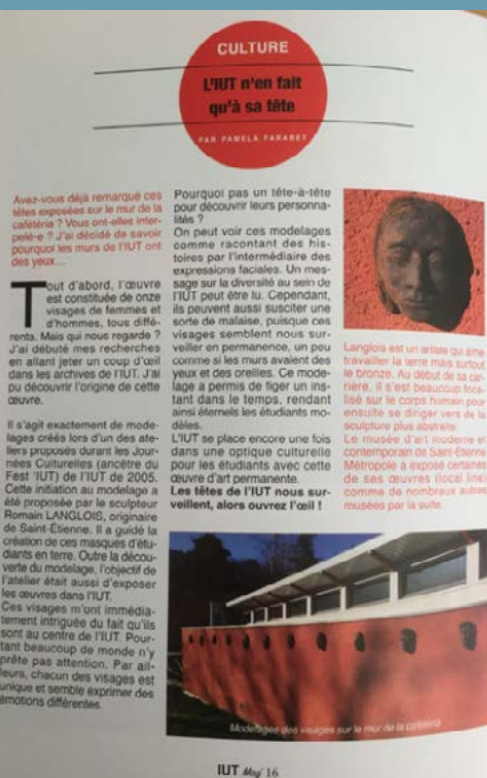 CULTURE
L'IUT n'en fait
qu'à sa tête
PAR PAMELA FARABET
Avez-vous déjà remarqué ces
têtes exposées sur le mur de la
cafétéria ? Vous ont-elles inter-
pelé-e ? J'ai décidé de savoir
pourquoi les murs de l'IUT ont
des yeux...
Tout d'abord, l'œuvre
est constituée de onze
visages de femmes et
d'hommes, tous diffé-
rents. Mais qui nous regarde ?
J'ai débuté mes recherches
en allant jeter un coup d'œil
dans les archives de l'IUT. J'ai
pu découvrir l'origine de cette
œuvre.
Il s'agit exactement de mode-
lages créés lors d'un des ate-
liers proposés durant les Jour-
nées Culturelles (ancêtre du
Fest 'IUT) de l'IUT de 2005.
Cette initiation au modelage a
été proposée par le sculpteur
Romain LANGLOIS, originaire
de Saint-Étienne. Il a guidé la
création de ces masques d'étu-
diants en terre. Outre la décou-
verte du modelage, l'objectif de
l'atelier était aussi d'exposer
les œuvres dans l'IUT.
Ces visages m'ont immédia-
tement intriguée du fait qu'ils
sont au centre de l'IUT. Pour-
tant beaucoup de monde n'y
prête pas attention. Par ail-
leurs, chacun des visages est
unique et semble exprimer des
émotions différentes.
Pourquoi pas un tête-à-tête
pour découvrir leurs personna-
lités ?
On peut voir ces modelages
comme racontant des his-
toires par l'intermédiaire des
expressions faciales. Un mes-
sage sur la diversité au sein de
l'IUT peut être lu. Cependant,
ils peuvent aussi susciter une
sorte de malaise, puisque ces
visages semblent nous sur-
veiller en permanence, un peu
comme si les murs avaient des
yeux et des oreilles. Ce mode-
lage a permis de figer un ins-
tant dans le temps, rendant
ainsi éternels les étudiants mo-
dèles.
L'IUT se place encore une fois
dans une optique culturelle
pour les étudiants avec cette
œuvre d'art permanente.
Les têtes de l'IUT nous sur-
veillent, alors ouvrez l'œil !
Langlois est un artiste qui aime
travailler la terre mais surtout
le bronze. Au début de sa car-
rière, il s'est beaucoup foca-
lisé sur le corps humain pour
ensuite se diriger vers de la
sculpture plus abstraite.
Le musée d'art moderne et
contemporain de Saint-Étienne
Métropole a exposé certaines
de ses œuvres (local line)
comme de nombreux autres
musées par la suite.
Modelages des visages sur le mur de la cafétéria
IUT Mag' 16